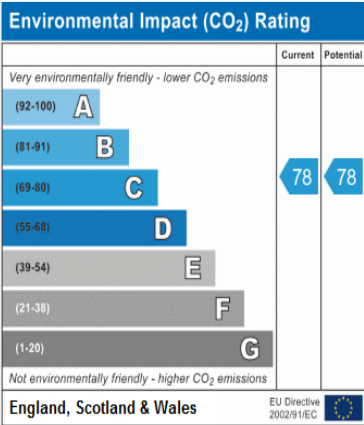 Environmental Impact (CO₂) Rating
Current Potential
Very environmentally friendly - lower CO₂ emissions
(92-100) A
(81-91) B
(69-80) C
78 78
(55-68) D
(39-54) E
(21-38) F
(1-20) G
Not environmentally friendly - higher CO₂ emissions
England, Scotland & Wales
EU Directive
2002/91/EC